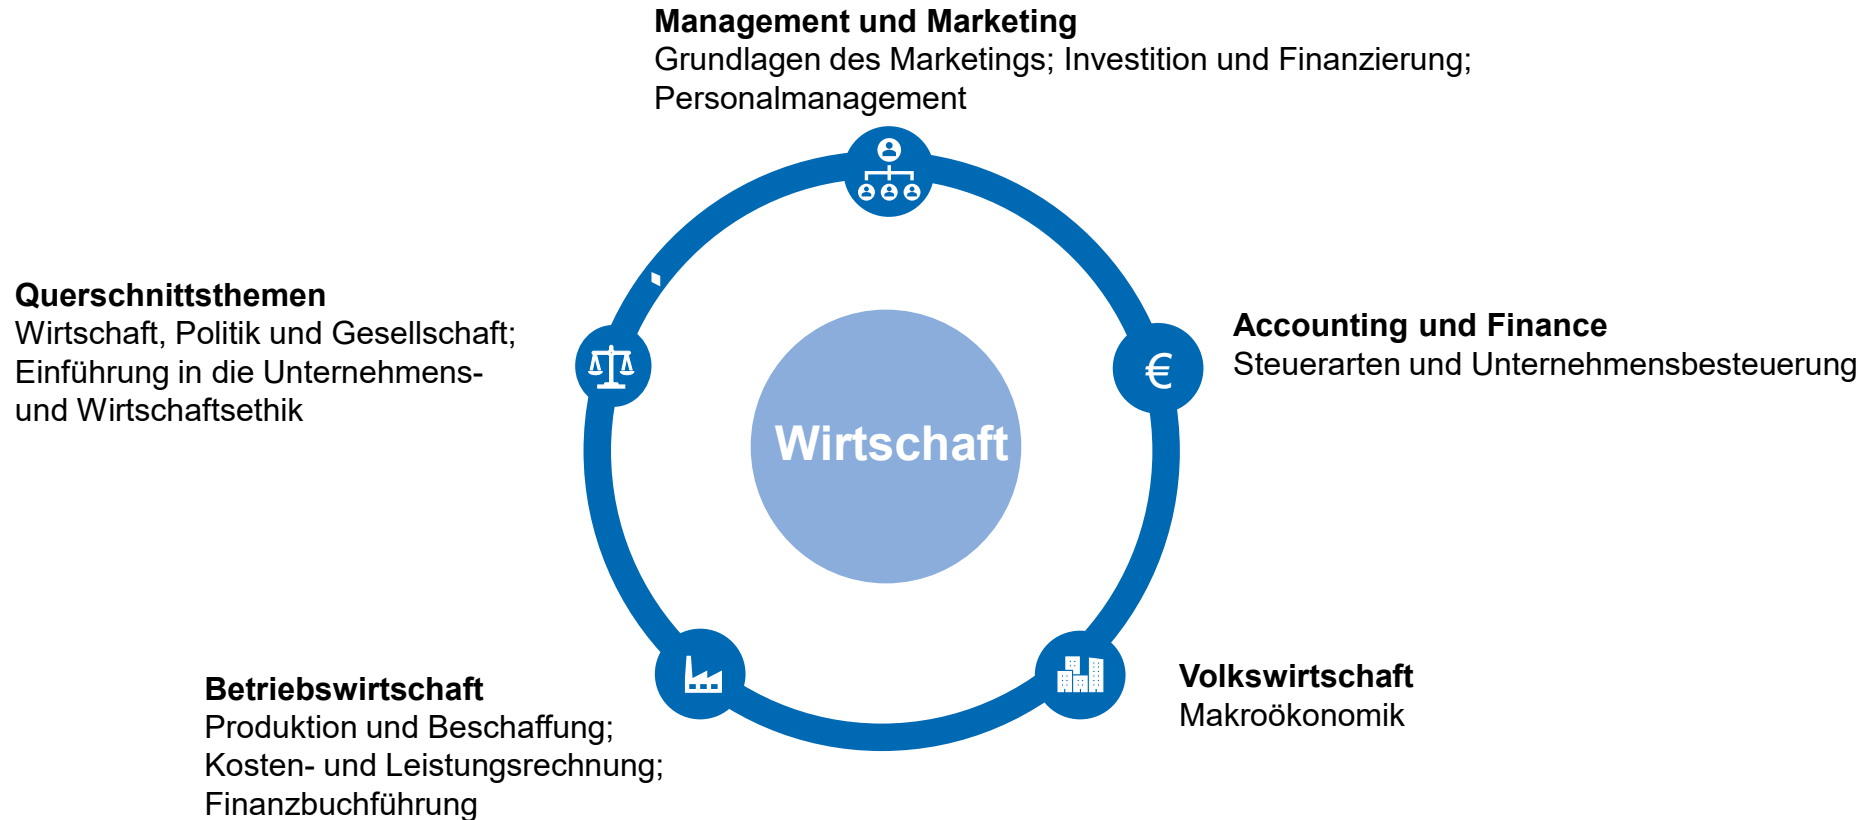 Management und Marketing
Grundlagen des Marketings; Investition und Finanzierung;
Personalmanagement
Querschnittsthemen
Wirtschaft, Politik und Gesellschaft;
Einführung in die Unternehmens-
und Wirtschaftsethik
Accounting und Finance
Steuerarten und Unternehmensbesteuerung
€
Wirtschaft
Betriebswirtschaft
Produktion und Beschaffung;
Kosten- und Leistungsrechnung;
Finanzbuchführung
Volkswirtschaft
Makroökonomik